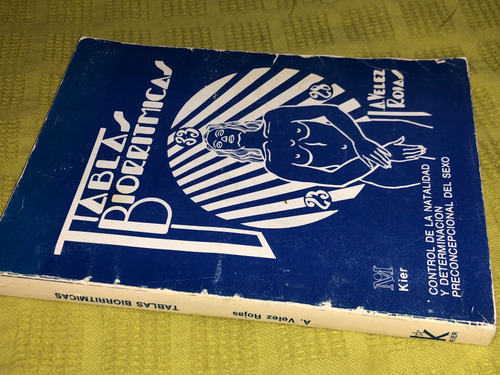 TABLAS
BIORRITMICAS
33
28
23
A VELEZ
ROJAS
Kier
CONTROL DE LA NATALIDAD
Y DETERMINACION
PRECONCEPCIONAL DEL SEXO
A. Velez Rojas
TABLAS BIORRITMICAS
k
KIER